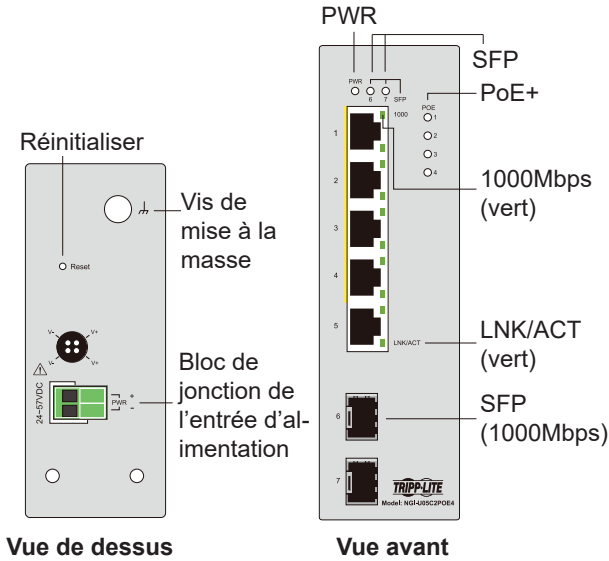 PWR
SFP
PoE+
1000Mbps
(vert)
LNK/ACT
(vert)
SFP
(1000Mbps)
Réinitialiser
Vis de
mise à la
masse
Bloc de
jonction de
l'entrée d'al-
imentation
Reset
V- V+
V- V+
24–57VDC
PWR
+
-
PWR
6 7 SFP
1000
POE
1
2
3
4
1
2
3
4
5
LNK/ACT
6
7
TRIPP-LITE
Model: NGI-U05C2POE4
Vue de dessus
Vue avant